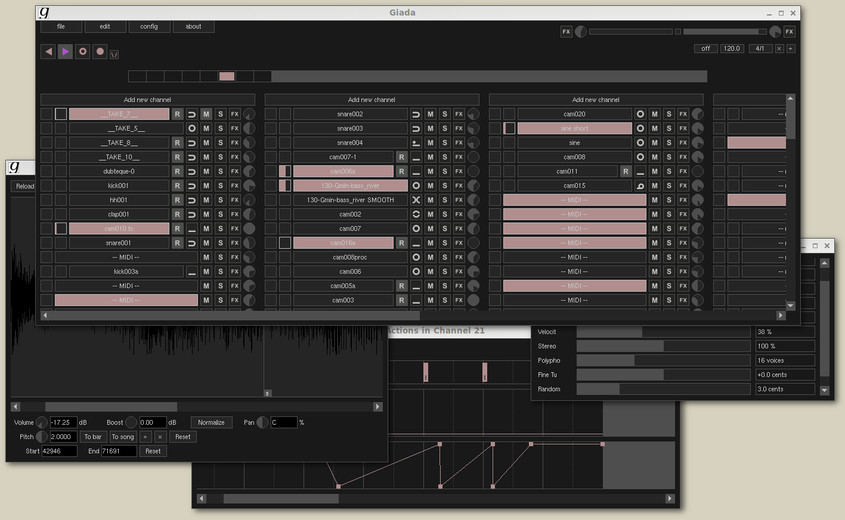 g Giada
file edit config about
FX FX
off 120.0 4/1 × ÷
Add new channel Add new channel Add new channel
__TAKE_7__ R M S FX snare002 M S FX cam020 M S FX
__TAKE_5__ M S FX snare003 M S FX sine short M S FX
__TAKE_8__ R M S FX snare004 M S FX sine M S FX
__TAKE_10__ R M S FX cam007-1 R M S FX cam008 M S FX
dubteque-0 R M S FX cam006a R M S FX cam011 R M S FX
kick001 R M S FX 130-Gmin-bass_river M S FX cam015 M S FX
hh001 R M S FX 130-Gmin-bass_river SMOOTH M S FX -- MIDI -- M S FX
clap001 R M S FX cam002 M S FX -- MIDI -- M S FX
cam010.b R M S FX cam007 M S FX -- MIDI -- M S FX
snare001 R M S FX cam016a R M S FX -- MIDI -- M S FX
-- MIDI -- M S FX cam008proc M S FX -- MIDI -- M S FX
kick003a M S FX cam006 M S FX -- MIDI -- M S FX
-- MIDI -- M S FX cam005a R M S FX -- MIDI -- M S FX
-- MIDI -- M S FX cam003 R M S FX -- MIDI -- M S FX
g
Reload
Volume -17.25 dB Boost 0.00 dB Normalize Pan C %
Pitch 2.0000 To bar To song ÷ × Reset
Start 42946 End 71691 Reset
ctions in Channel 21
Velocit 38 %
Stereo 100 %
Polypho 16 voices
Fine Tu +0.0 cents
Random 3.0 cents